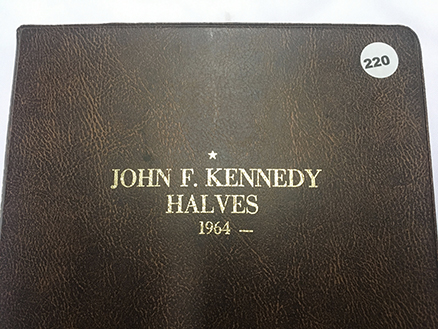 220
JOHN F. KENNEDY
HALVES
1964 —